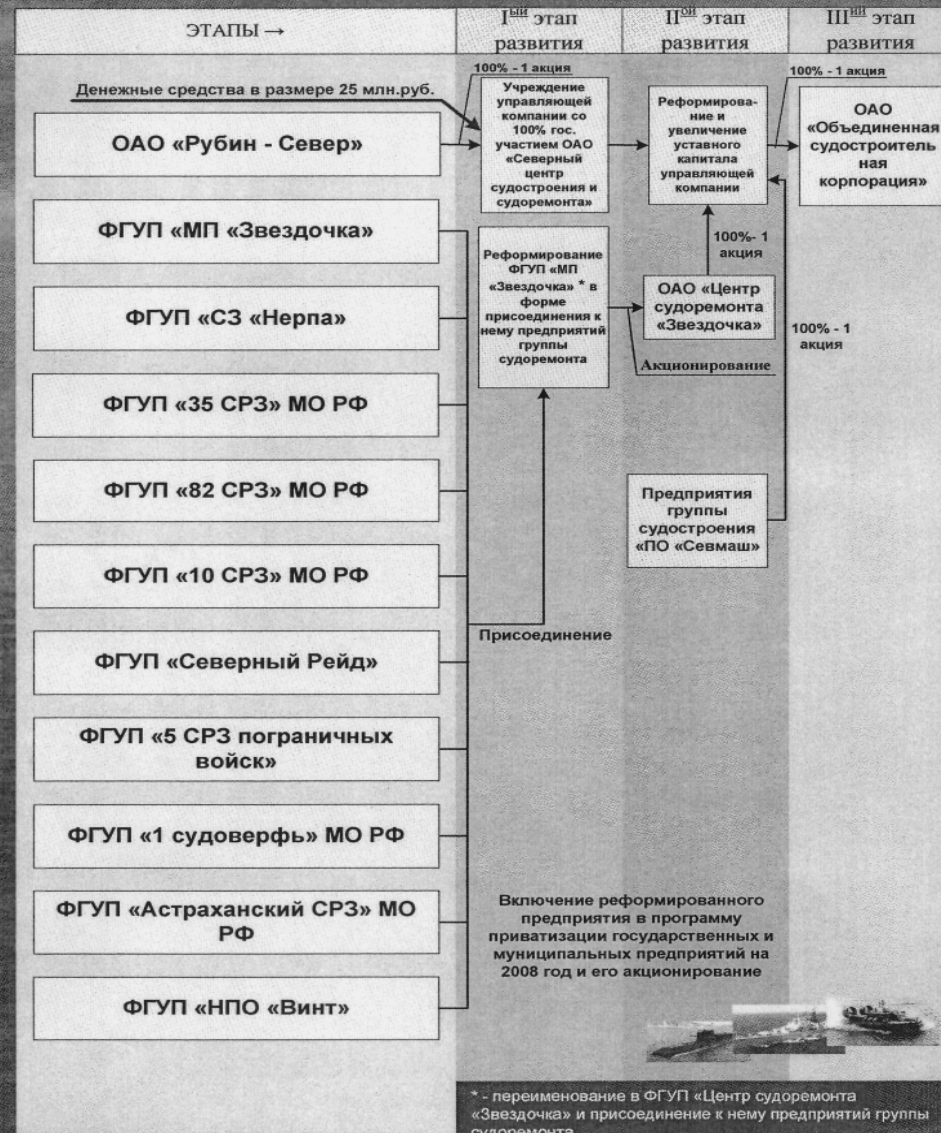 ЭТАПЫ →
Iый этап
развития
IIой этап
развития
IIIий этап
развития
Денежные средства в размере 25 млн.руб.
100% - 1 акция
ОАО «Рубин - Север»
Учреждение
управляющей
компании со
100% гос.
участием ОАО
«Северный
центр
судостроения и
судоремонта»
Реформирова-
ние и
увеличение
уставного
капитала
управляющей
компании
100% - 1 акция
ОАО
«Объединенная
судостроитель
ная
корпорация»
ФГУП «МП «Звездочка»
ФГУП «СЗ «Нерпа»
ФГУП «35 СРЗ» МО РФ
ФГУП «82 СРЗ» МО РФ
ФГУП «10 СРЗ» МО РФ
ФГУП «Северный Рейд»
ФГУП «5 СРЗ пограничных
войск»
ФГУП «1 судоверфь» МО РФ
ФГУП «Астраханский СРЗ» МО
РФ
ФГУП «НПО «Винт»
Реформирование
ФГУП «МП
«Звездочка» * в
форме
присоединения к
нему предприятий
группы
судоремонта
100%- 1
акция
ОАО «Центр
судоремонта
«Звездочка»
Акционирование
100% - 1
акция
Предприятия
группы
судостроения
«ПО «Севмаш»
Присоединение
Включение реформированного
предприятия в программу
приватизации государственных и
муниципальных предприятий на
2008 год и его акционирование
* - переименование в ФГУП «Центр судоремонта
«Звездочка» и присоединение к нему предприятий группы
судоремонта